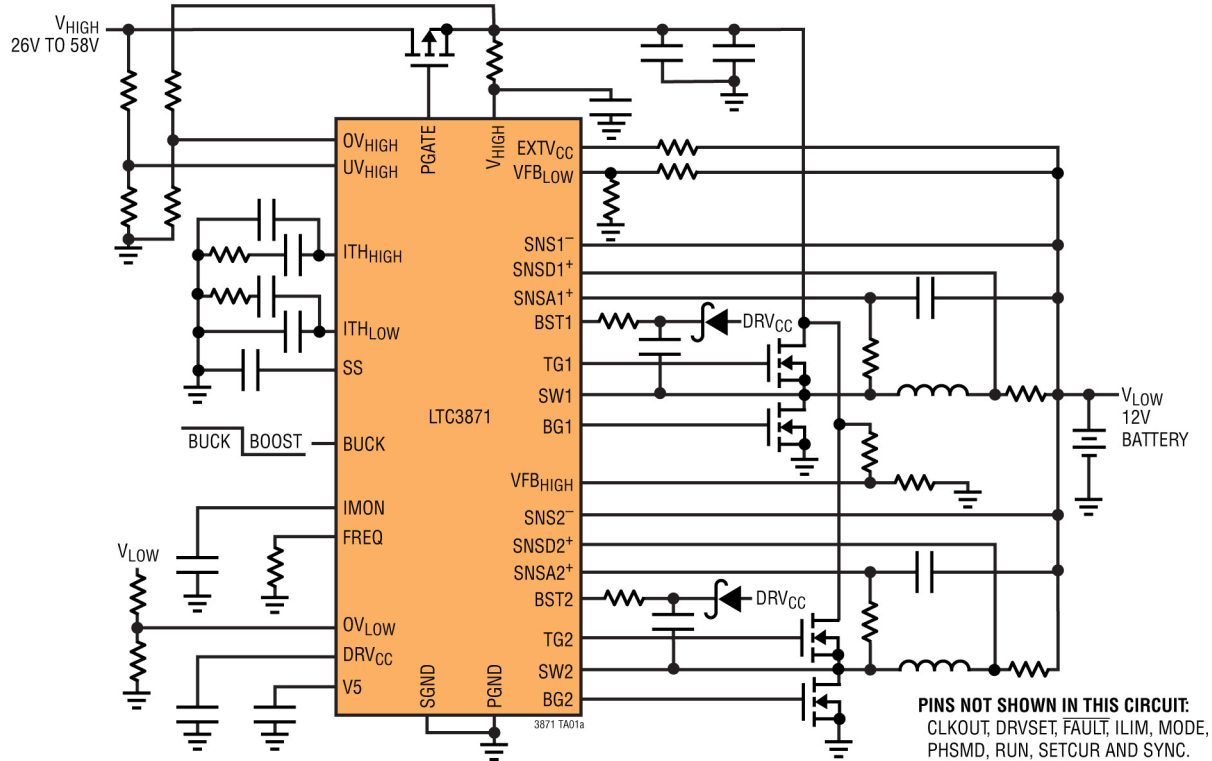 VHIGH
26V TO 58V
PGATE
VHIGH
OVHIGH
UVHIGH
ITHHIGH
ITHLOW
SS
BUCK BOOST
BUCK
IMON
FREQ
VLOW
OVLOW
DRVCC
V5
SGND
PGND
LTC3871
EXTVCC
VFBLOW
SNS1–
SNSD1+
SNSA1+
BST1
DRVCC
TG1
SW1
BG1
VFBHIGH
SNS2–
SNSD2+
SNSA2+
BST2
DRVCC
TG2
SW2
BG2
VLOW
12V
BATTERY
3871 TA01a
PINS NOT SHOWN IN THIS CIRCUIT:
CLKOUT, DRVSET, FAULT, ILIM, MODE,
PHSMD, RUN, SETCUR AND SYNC.